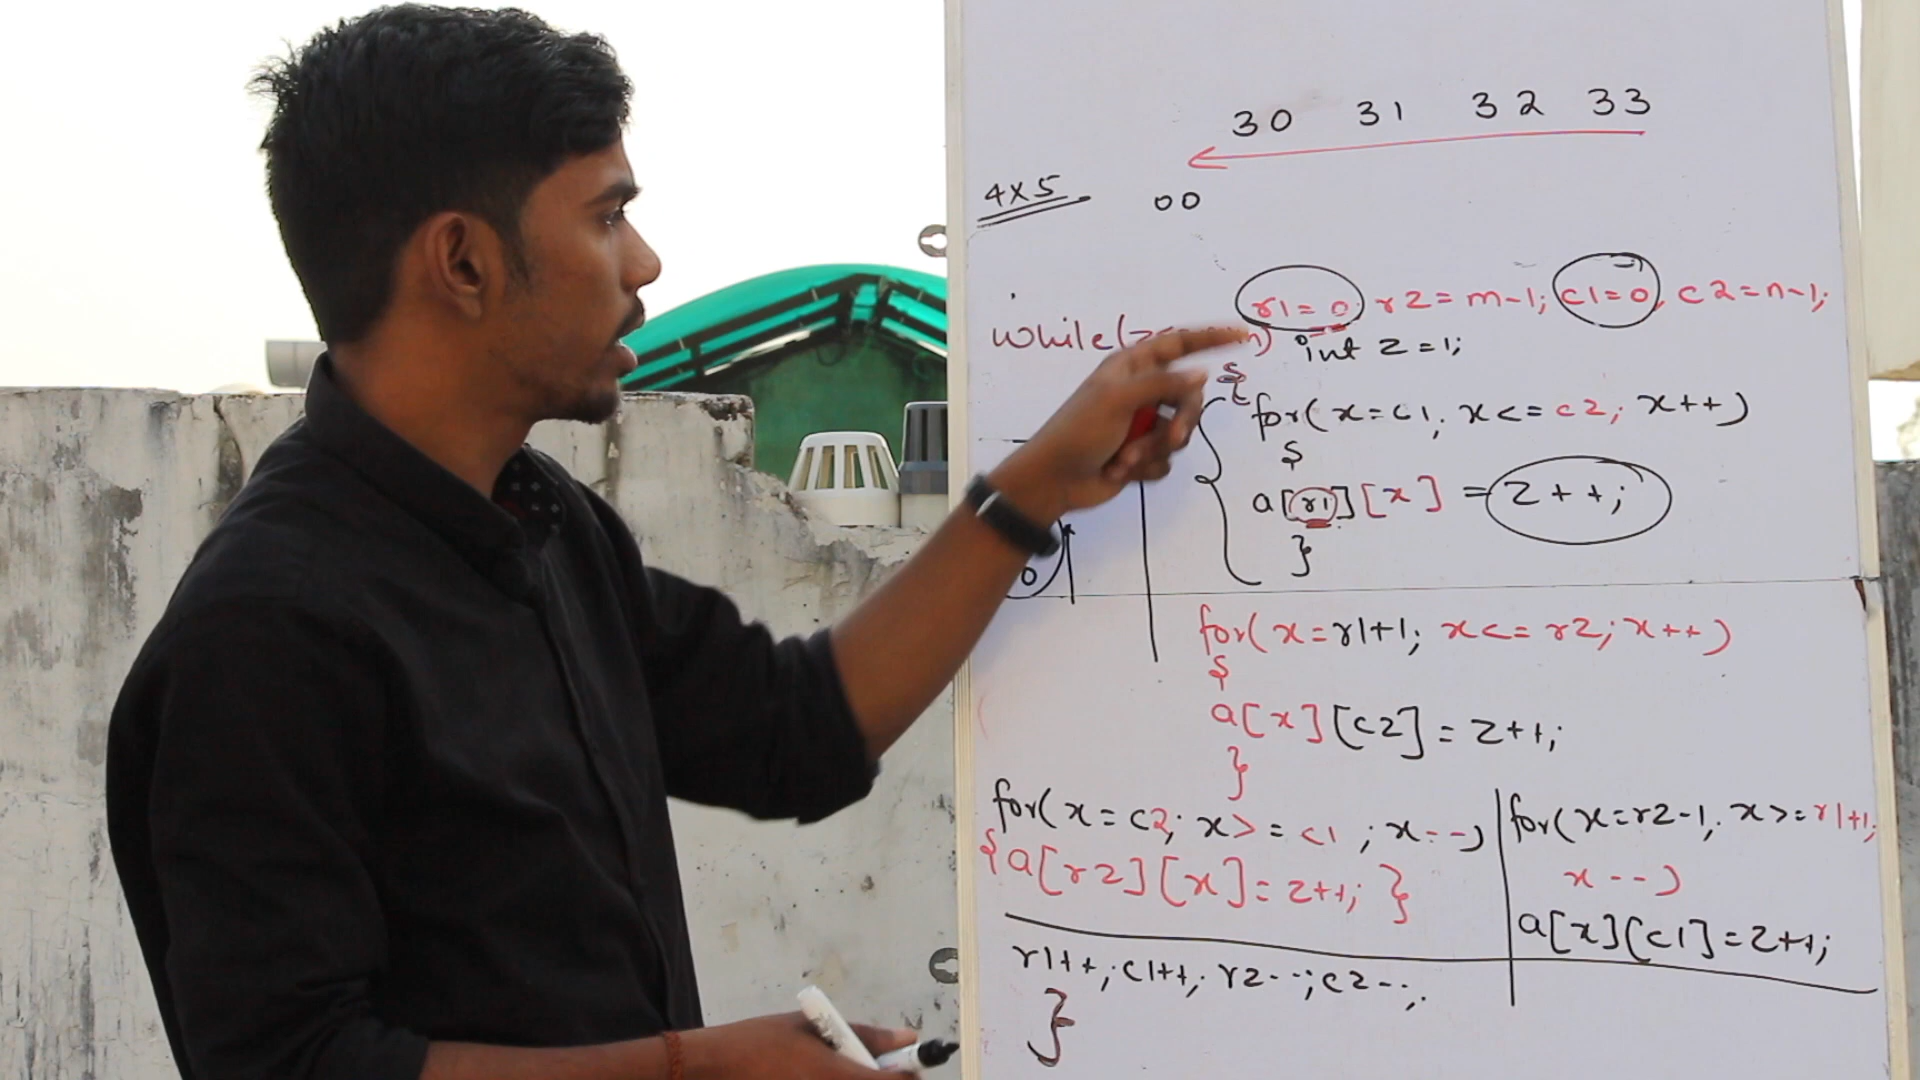 30 31 32 33
4x5
00
r1=0, r2=m-1; c1=0, c2=n-1;
while(z
int z=1;
{
for(x=c1; x<=c2; x++)
{
a[r1][x]=z++;
}
0
for(x=r1+1; x<=r2; x++)
{
a[x][c2]=z++;
}
for(x=c2; x>=c1; x--)
{a[r2][x]=z++; }
for(x=r2-1; x>=r1+1;
x--)
a[x][c1]=z++;
r1++; c1++; r2--; c2--;
}